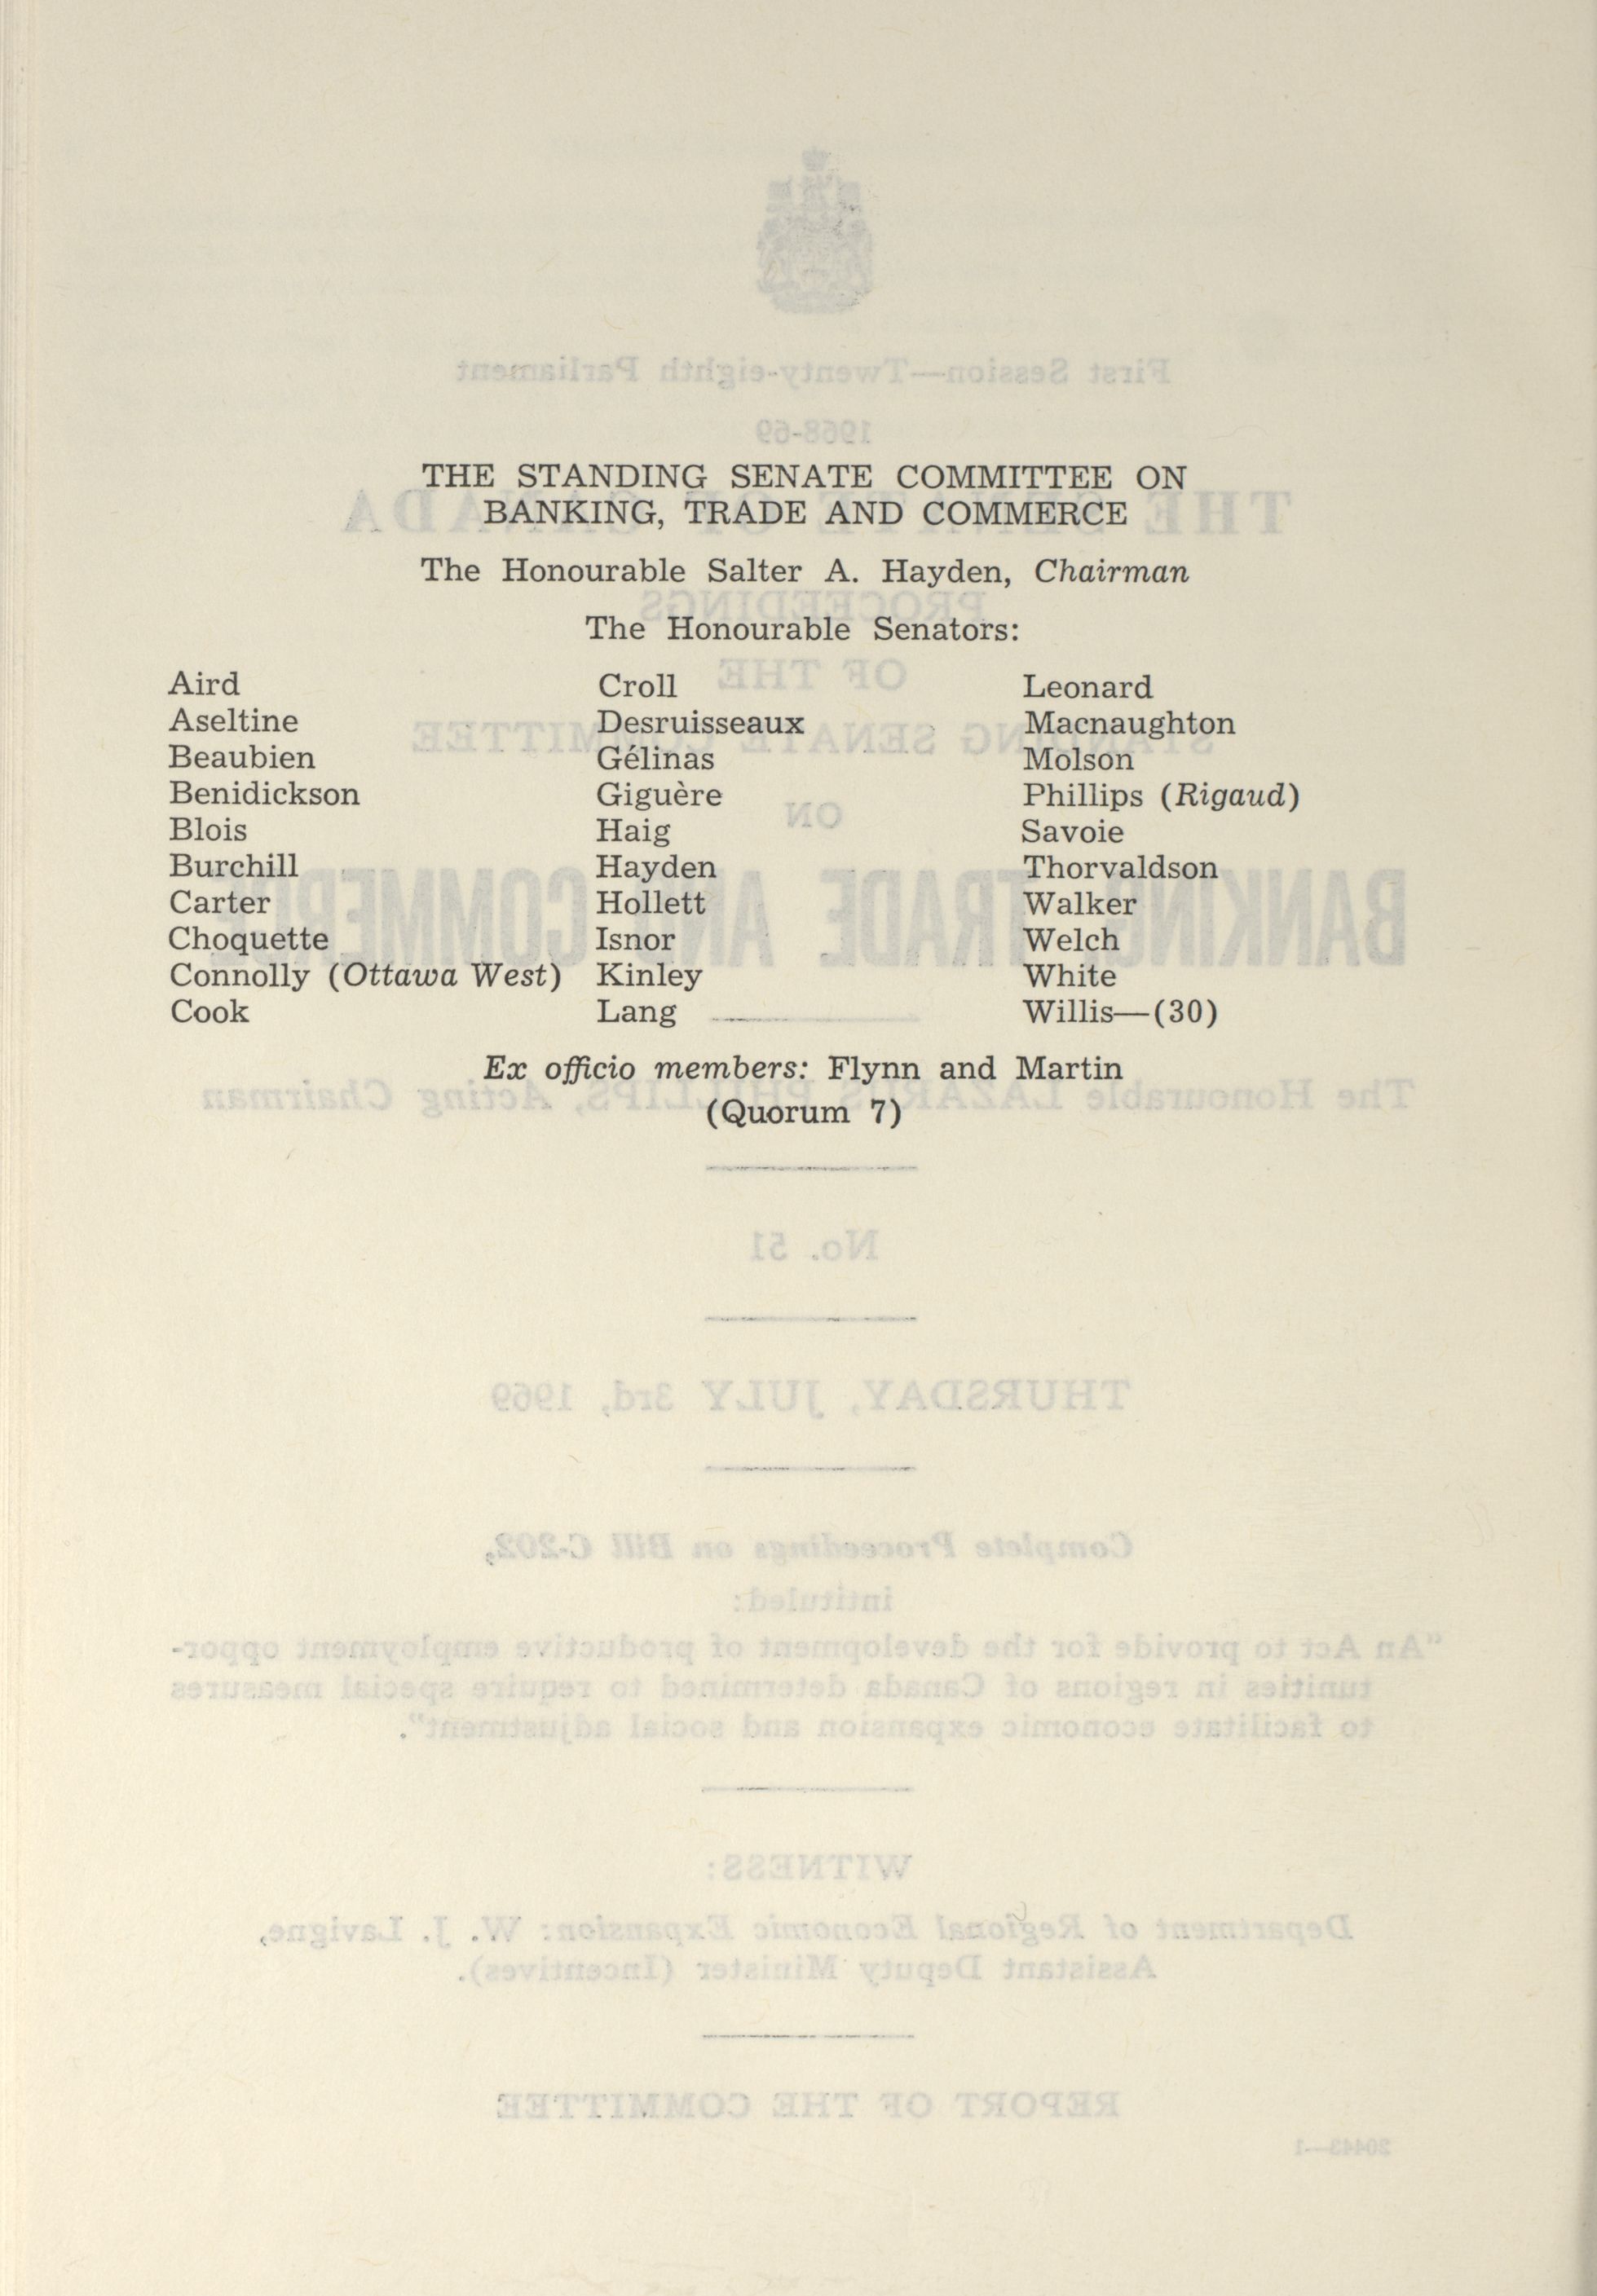 THE STANDING SENATE COMMITTEE ON
BANKING, TRADE AND COMMERCE
The Honourable Salter A. Hayden, Chairman
The Honourable Senators:
Aird
Aseltine
Beaubien
Benidickson
Blois
Burchill
Carter
Choquette
Connolly (Ottawa West)
Cook
Croll
Desruisseaux
Gélinas
Giguère
Haig
Hayden
Hollett
Isnor
Kinley
Lang
Leonard
Macnaughton
Molson
Phillips (Rigaud)
Savoie
Thorvaldson
Walker
Welch
White
Willis—(30)
Ex officio members: Flynn and Martin
(Quorum 7)